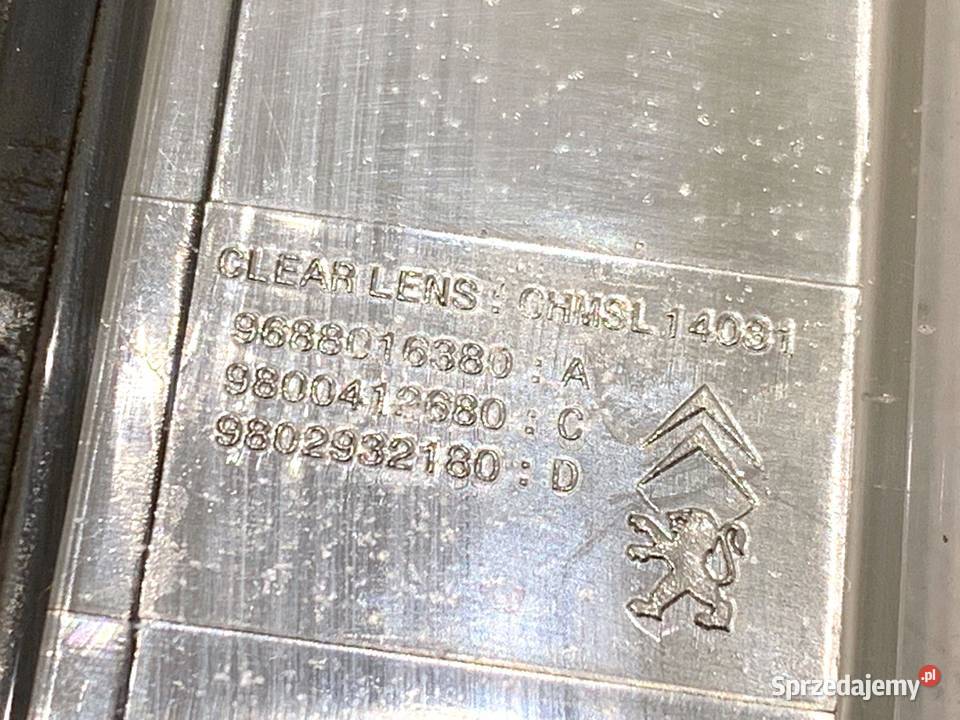 CLEAR LENS : CHMSL 14031
9688016380 : A
9800412680 : C
9802932180 : D
Sprzedajemy.pl